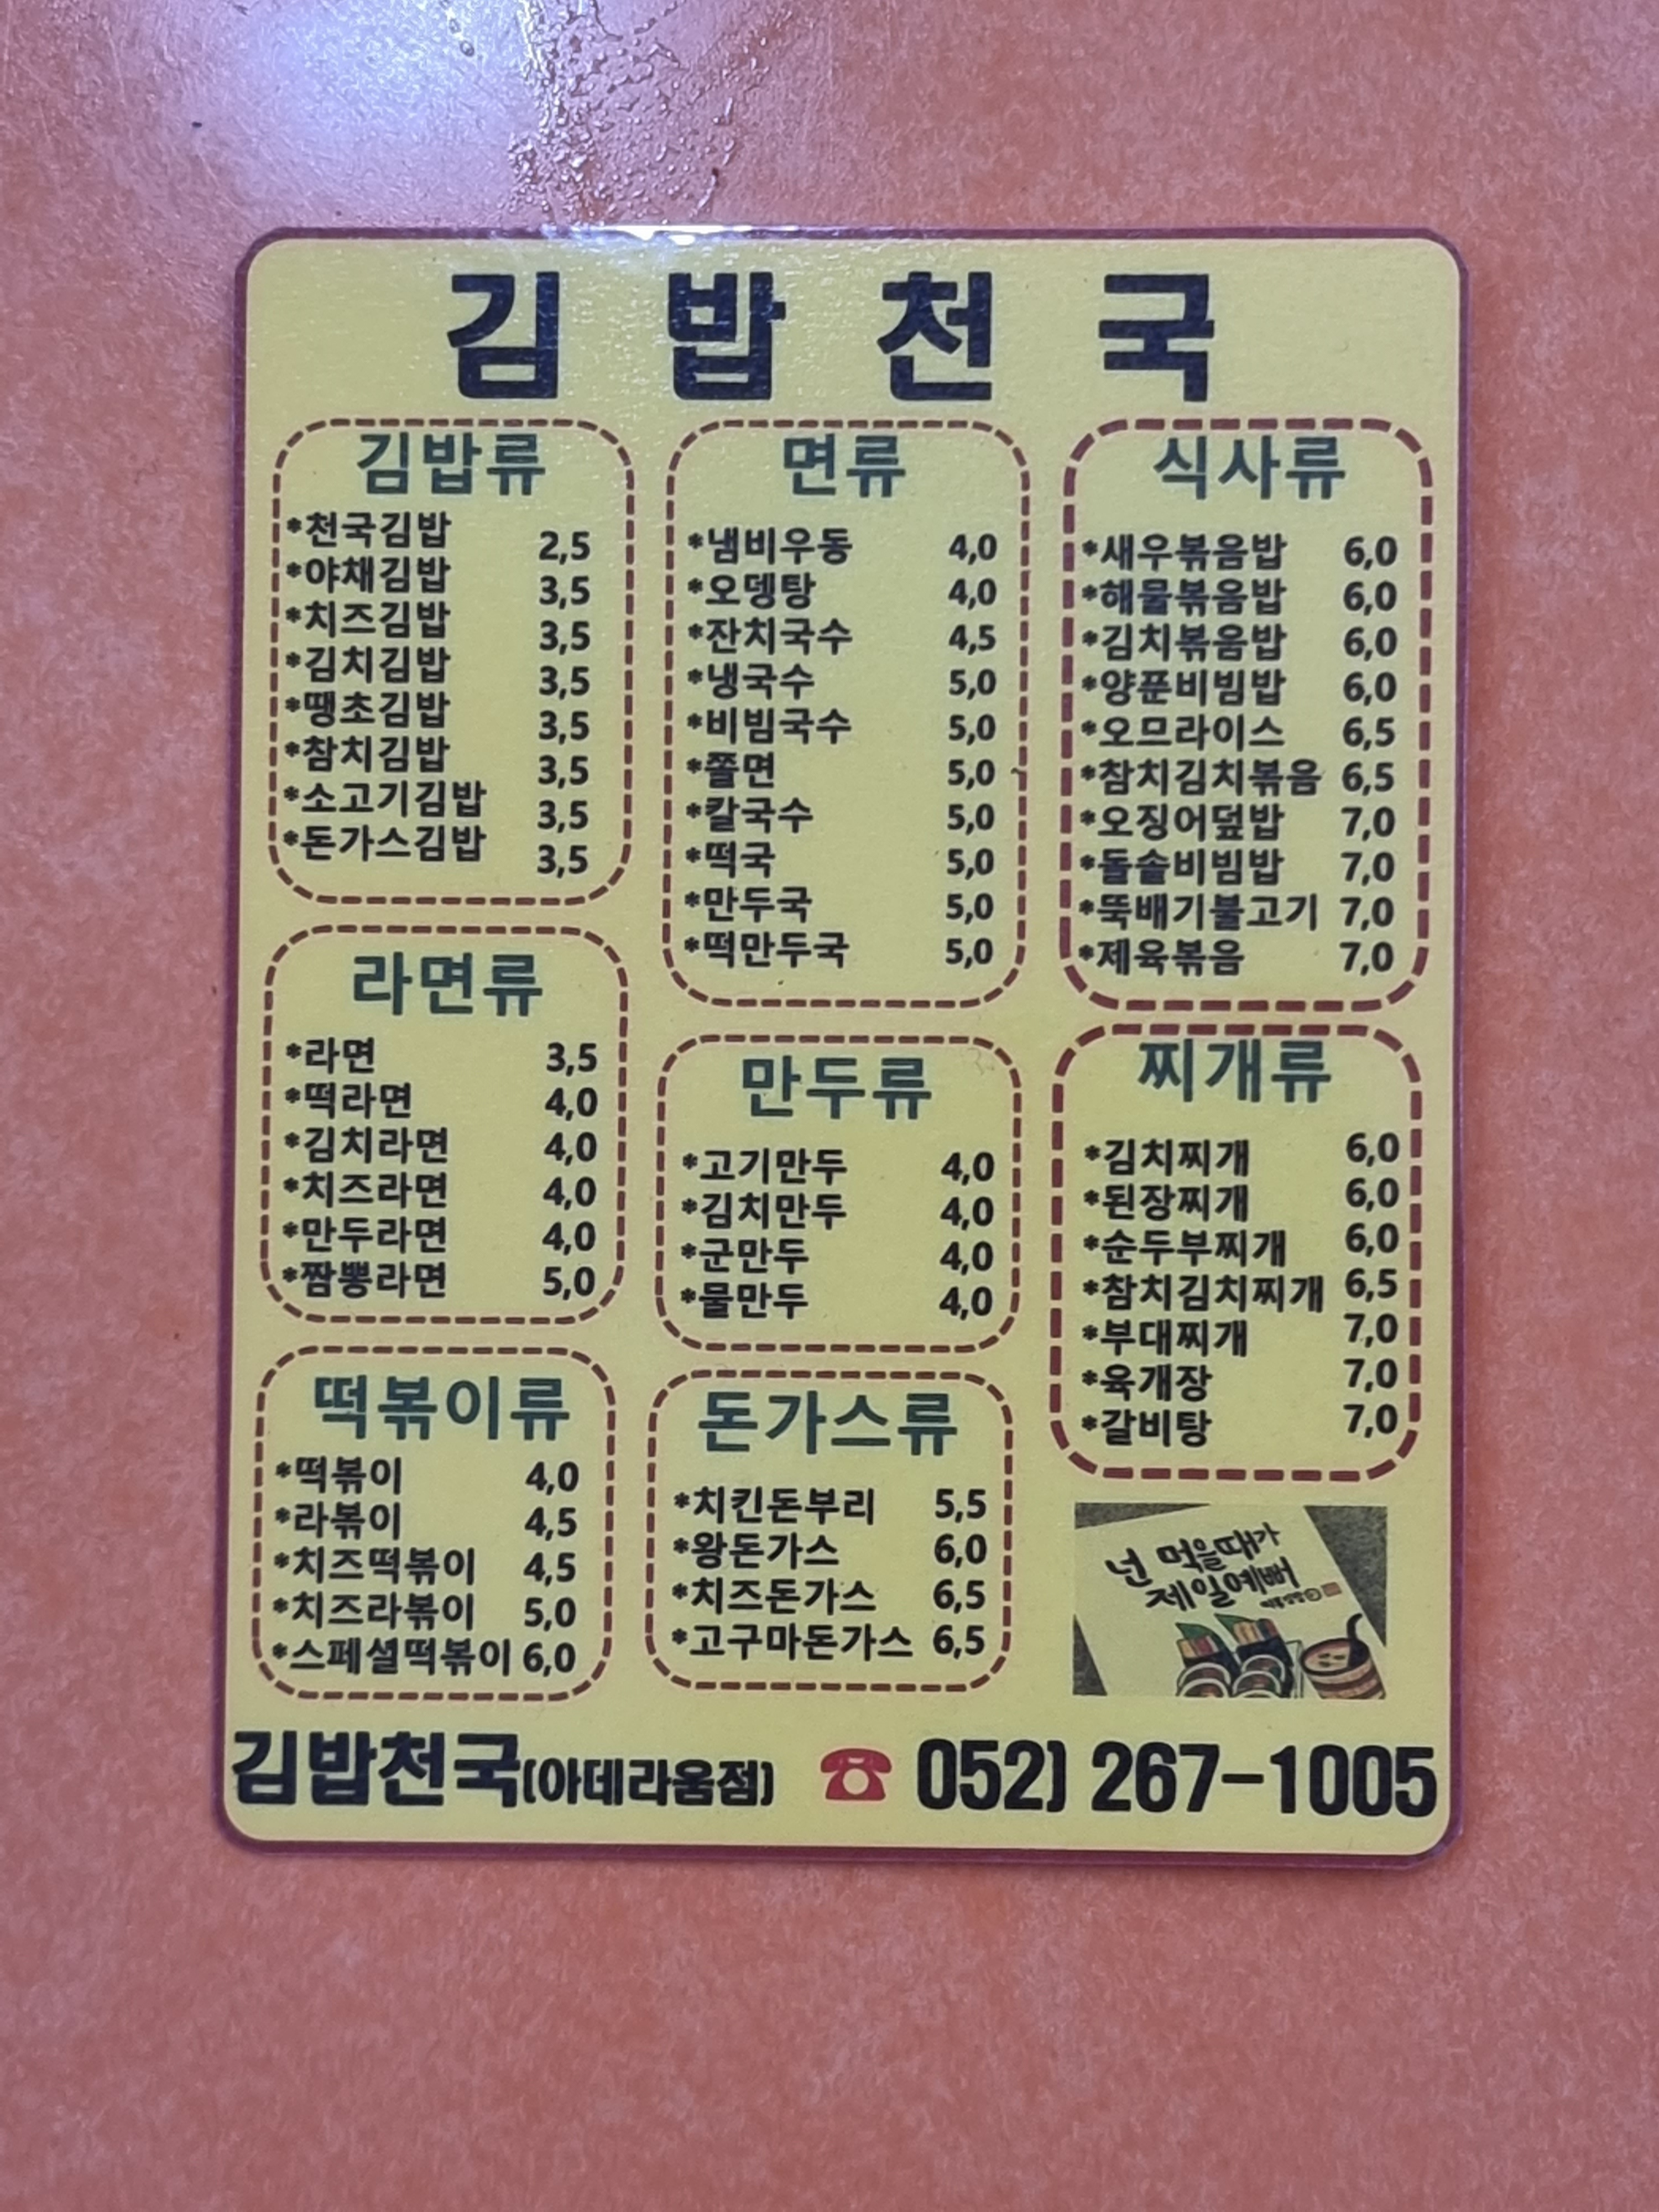 김밥천국
김밥류
*천국김밥 2,5
*야채김밥 3,5
*치즈김밥 3,5
*김치김밥 3,5
*땡초김밥 3,5
*참치김밥 3,5
*소고기김밥 3,5
*돈가스김밥 3,5
라면류
*라면 3,5
*떡라면 4,0
*김치라면 4,0
*치즈라면 4,0
*만두라면 4,0
*짬뽕라면 5,0
떡볶이류
*떡볶이 4,0
*라볶이 4,5
*치즈떡볶이 4,5
*치즈라볶이 5,0
*스페셜떡볶이 6,0
면류
*냄비우동 4,0
*오뎅탕 4,0
*잔치국수 4,5
*냉국수 5,0
*비빔국수 5,0
*쫄면 5,0
*칼국수 5,0
*떡국 5,0
*만두국 5,0
*떡만두국 5,0
만두류
*고기만두 4,0
*김치만두 4,0
*군만두 4,0
*물만두 4,0
돈가스류
*치킨돈부리 5,5
*왕돈가스 6,0
*치즈돈가스 6,5
*고구마돈가스 6,5
식사류
*새우볶음밥 6,0
*해물볶음밥 6,0
*김치볶음밥 6,0
*양푼비빔밥 6,0
*오므라이스 6,5
*참치김치볶음 6,5
*오징어덮밥 7,0
*돌솥비빔밥 7,0
*뚝배기불고기 7,0
*제육볶음 7,0
찌개류
*김치찌개 6,0
*된장찌개 6,0
*순두부찌개 6,0
*참치김치찌개 6,5
*부대찌개 7,0
*육개장 7,0
*갈비탕 7,0
넌 먹을때가
제일예뻐
김밥천국(아데라움점) ☎ 052) 267-1005